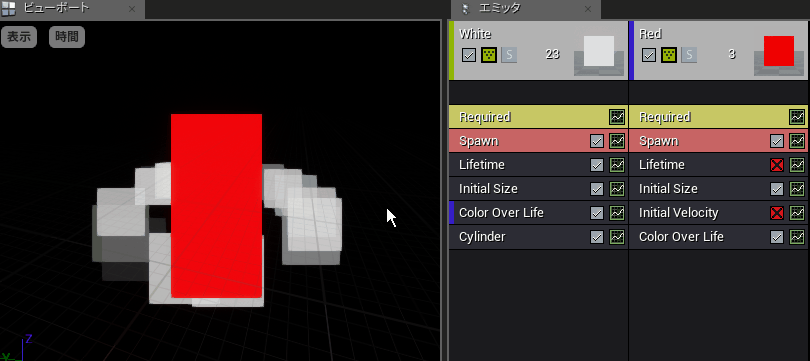 ビューポート
エミッタ
表示
時間
White
S
23
Red
S
3
Required
Required
Spawn
Spawn
Lifetime
Lifetime
Initial Size
Initial Size
Color Over Life
Initial Velocity
Cylinder
Color Over Life
Z
Y